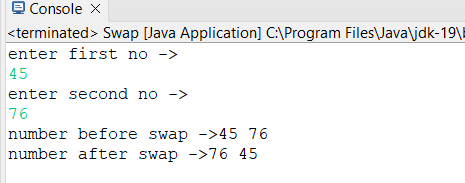 Console
<terminated> Swap [Java Application] C:\Program Files\Java\jdk-19\
enter first no ->
45
enter second no ->
76
number before swap ->45 76
number after swap ->76 45